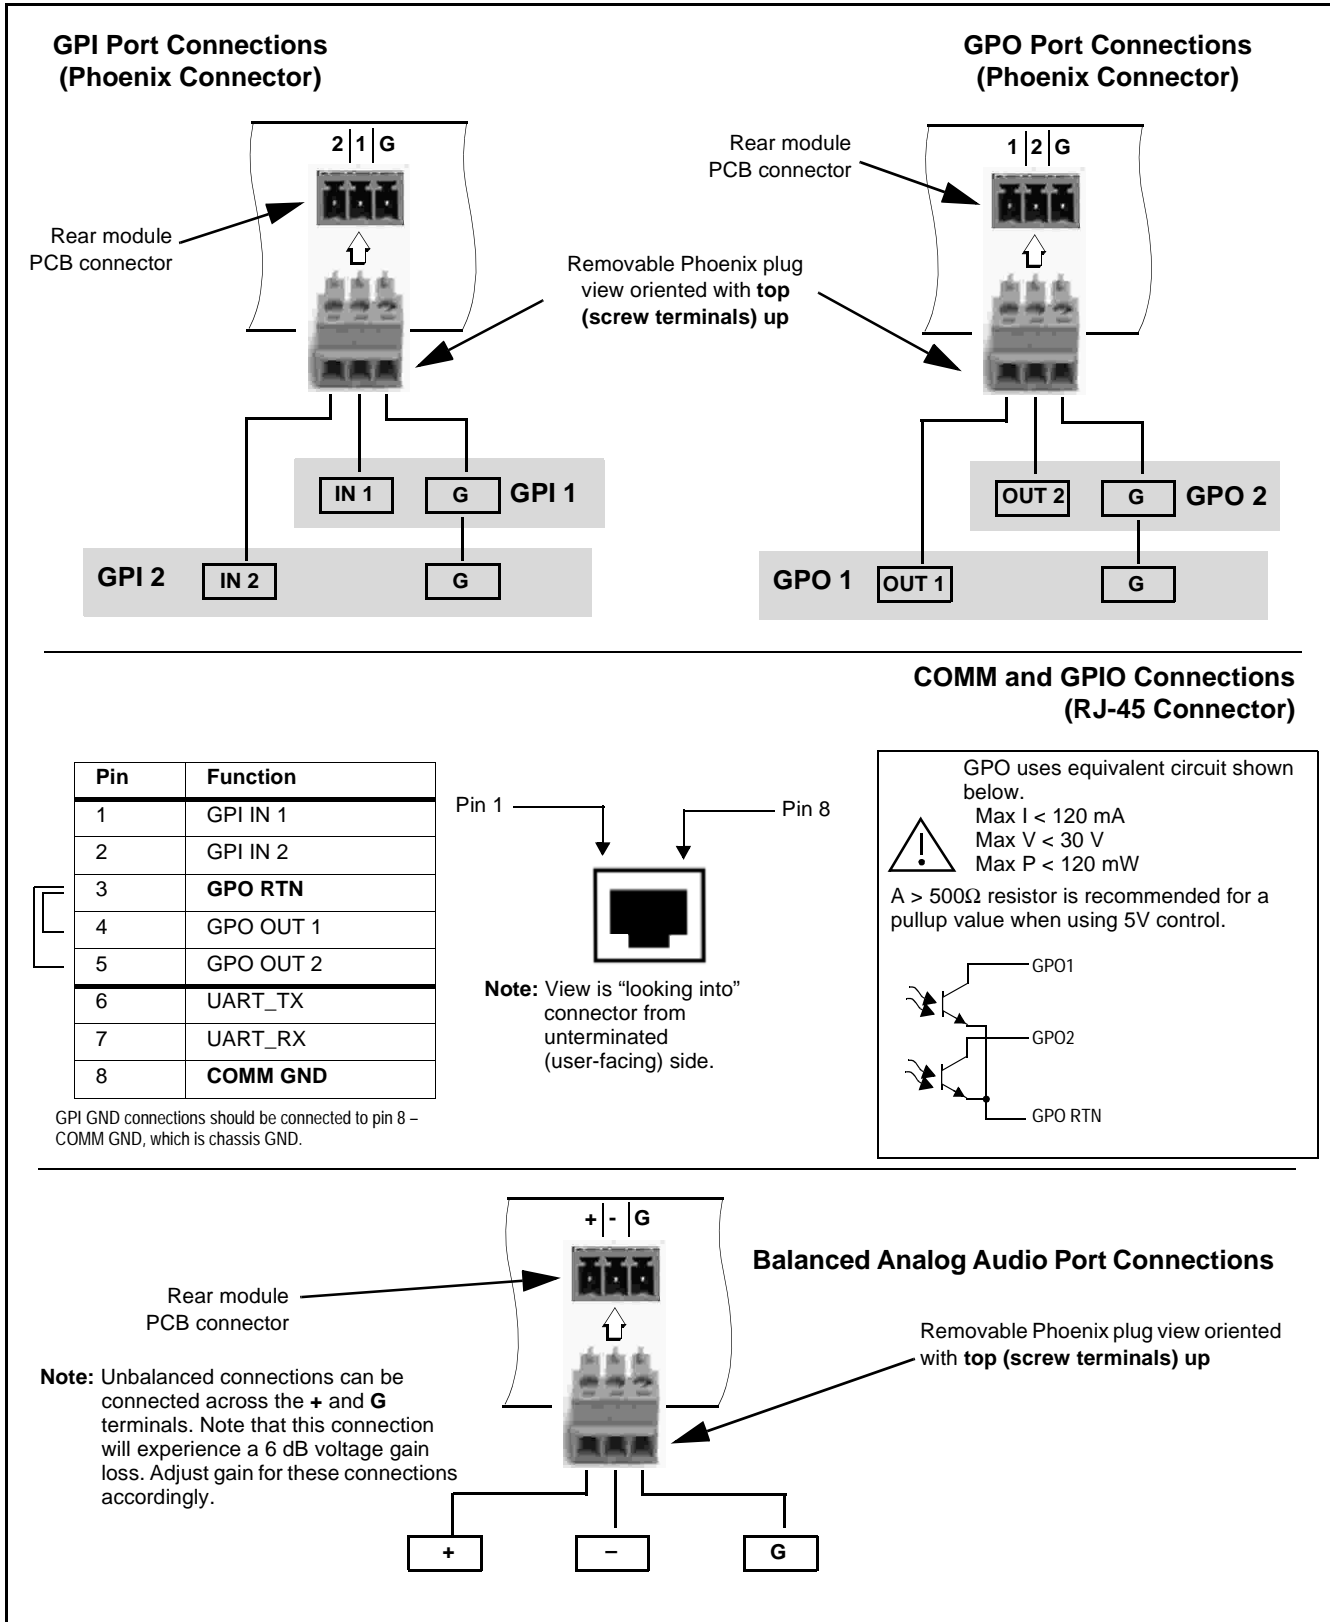 GPI Port Connections
(Phoenix Connector)
GPO Port Connections
(Phoenix Connector)
2 1 G
Rear module
PCB connector
Rear module
PCB connector
1 2 G
Removable Phoenix plug
view oriented with top
(screw terminals) up
IN 1 G GPI 1
GPI 2 IN 2 G
OUT 2 G GPO 2
GPO 1 OUT 1 G
COMM and GPIO Connections
(RJ-45 Connector)
Pin Function
1 GPI IN 1
2 GPI IN 2
3 GPO RTN
4 GPO OUT 1
5 GPO OUT 2
6 UART_TX
7 UART_RX
8 COMM GND
GPI GND connections should be connected to pin 8 –
COMM GND, which is chassis GND.
Pin 1 Pin 8
Note: View is “looking into”
connector from
unterminated
(user-facing) side.
GPO uses equivalent circuit shown
below.
Max I < 120 mA
Max V < 30 V
Max P < 120 mW
A > 500Ω resistor is recommended for a
pullup value when using 5V control.
GPO1
GPO2
GPO RTN
+ - G
Balanced Analog Audio Port Connections
Rear module
PCB connector
Removable Phoenix plug view oriented
with top (screw terminals) up
Note: Unbalanced connections can be
connected across the + and G
terminals. Note that this connection
will experience a 6 dB voltage gain
loss. Adjust gain for these connections
accordingly.
+ – G